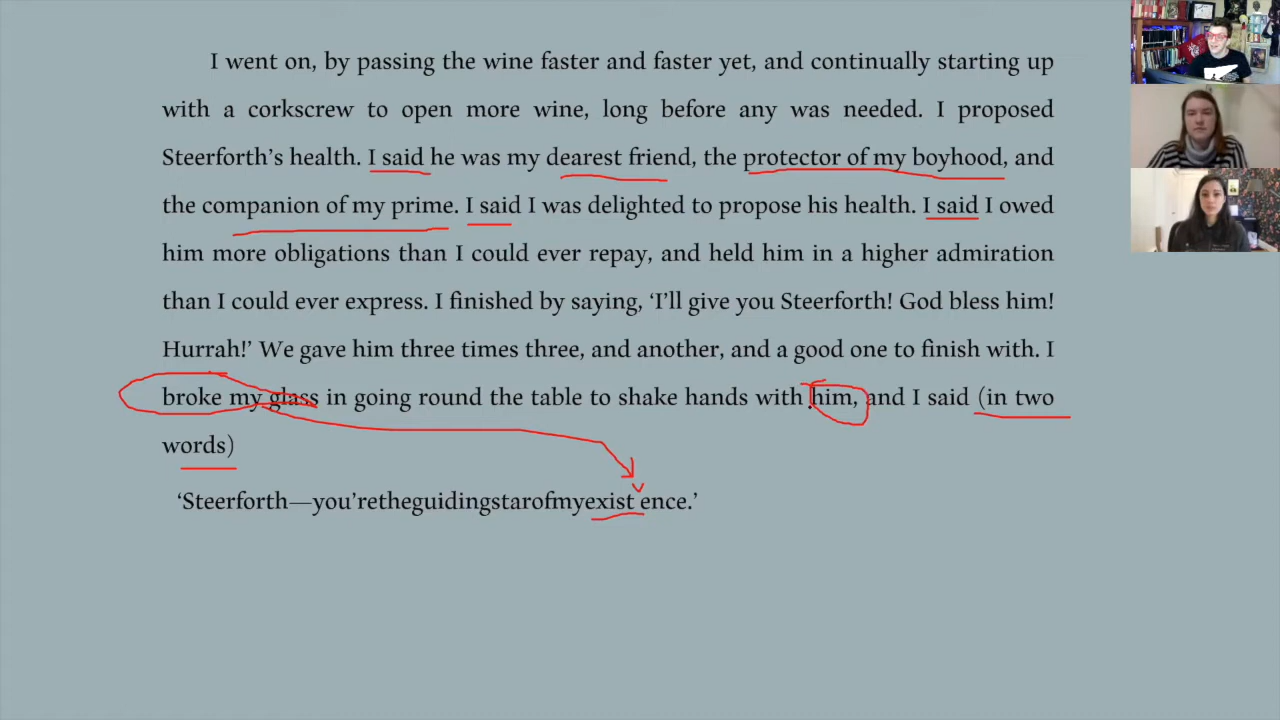 I went on, by passing the wine faster and faster yet, and continually starting up
with a corkscrew to open more wine, long before any was needed. I proposed
Steerforth’s health. I said he was my dearest friend, the protector of my boyhood, and
the companion of my prime. I said I was delighted to propose his health. I said I owed
him more obligations than I could ever repay, and held him in a higher admiration
than I could ever express. I finished by saying, ‘I’ll give you Steerforth! God bless him!
Hurrah!’ We gave him three times three, and another, and a good one to finish with. I
broke my glass in going round the table to shake hands with him, and I said (in two
words)
‘Steerforth—you’retheguidingstarofmyexist ence.’